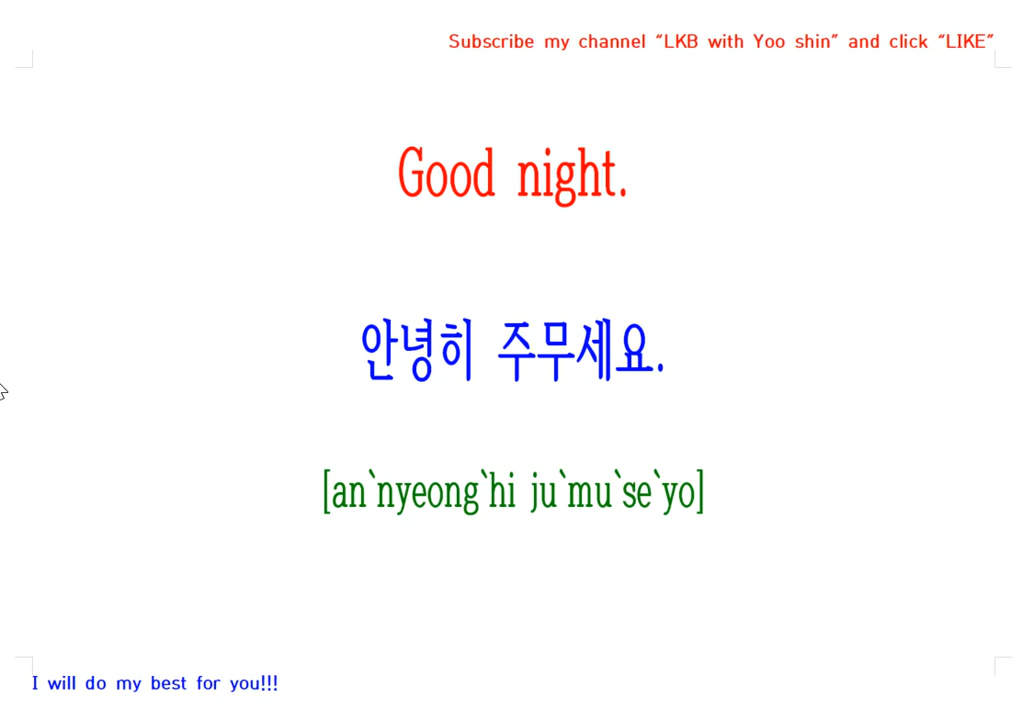 Subscribe my channel “LKB with Yoo shin” and click “LIKE”
Good night.
안녕히 주무세요.
[an`nyeong`hi ju`mu`se`yo]
I will do my best for you!!!